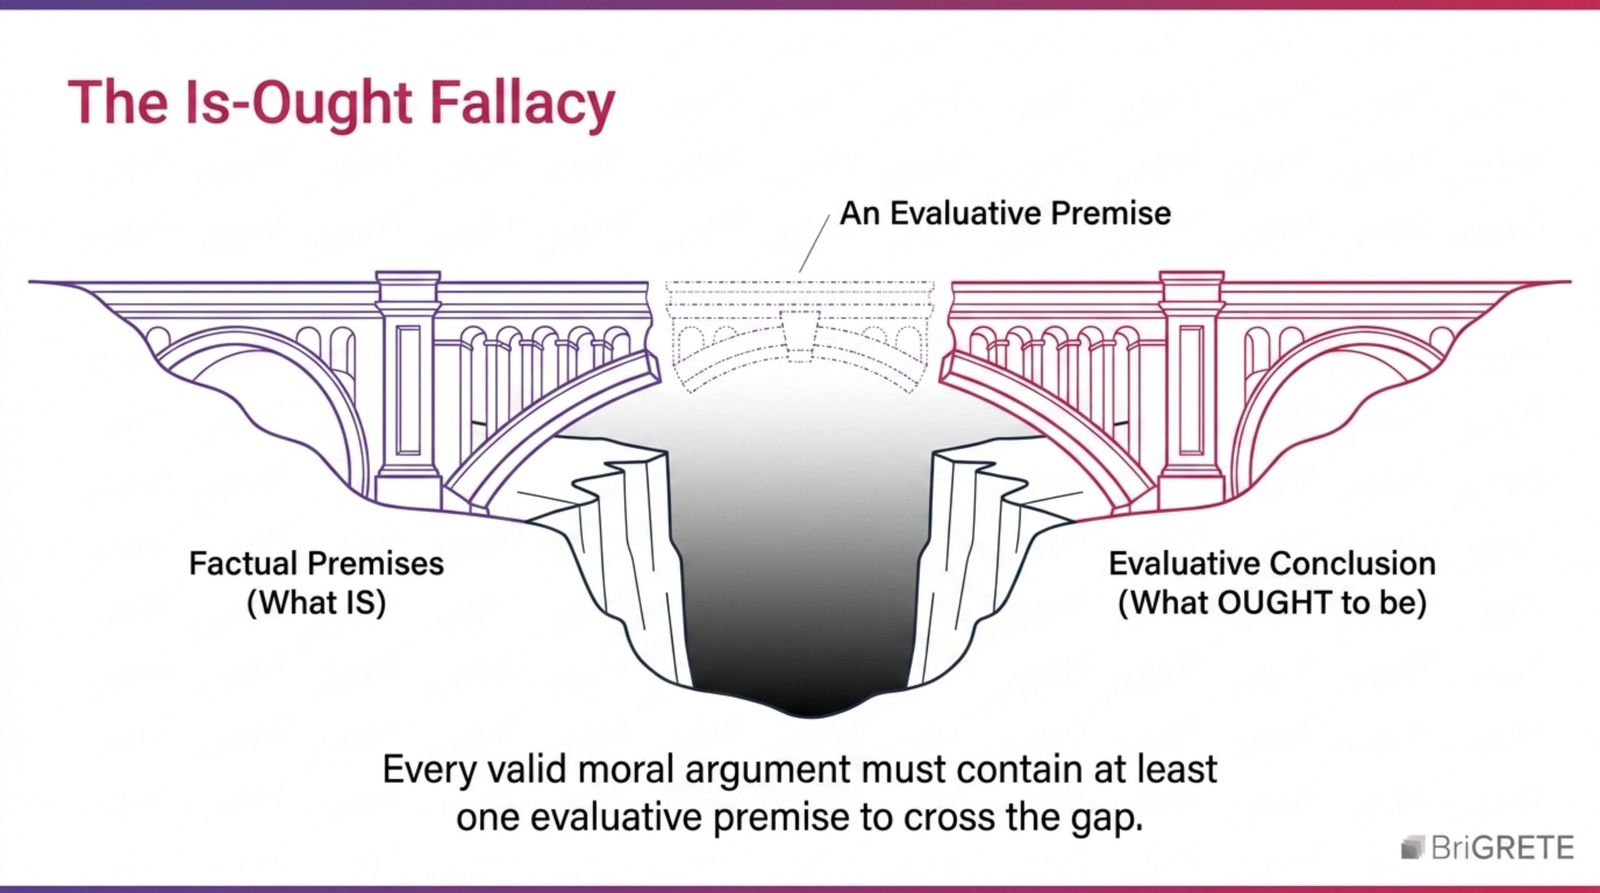 The Is-Ought Fallacy
An Evaluative Premise
Factual Premises
(What IS)
Evaluative Conclusion
(What OUGHT to be)
Every valid moral argument must contain at least
one evaluative premise to cross the gap.
BriGRETE